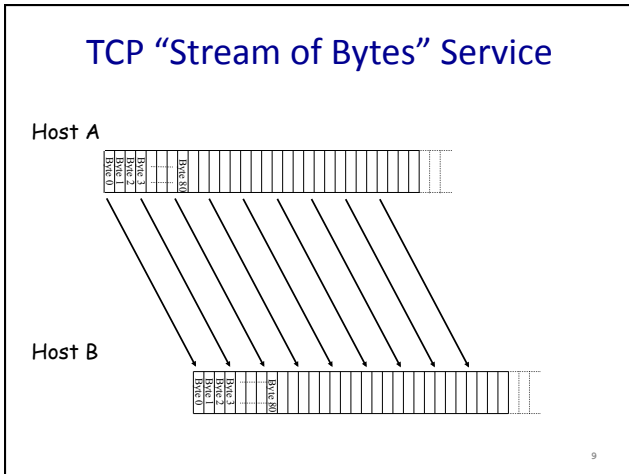 TCP “Stream of Bytes” Service
Host A
Byte 0
Byte 1
Byte 2
Byte 3
Byte 80
Host B
Byte 0
Byte 1
Byte 2
Byte 3
Byte 80
9